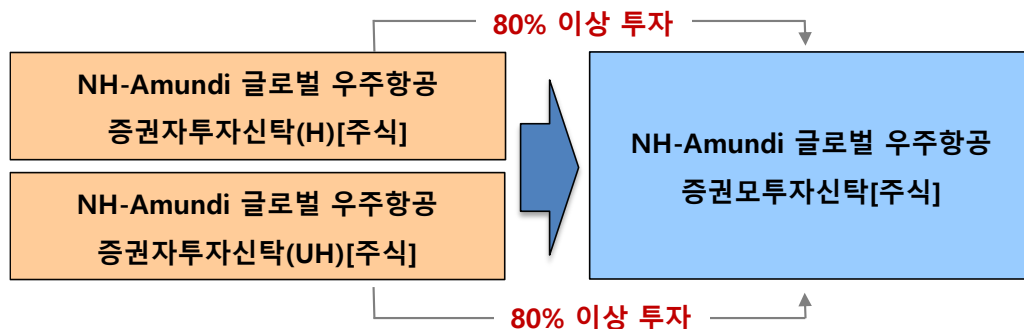 80% 이상 투자
NH-Amundi 글로벌 우주항공
증권자투자신탁(H)[주식]
NH-Amundi 글로벌 우주항공
증권자투자신탁(UH)[주식]
NH-Amundi 글로벌 우주항공
증권모투자신탁[주식]
80% 이상 투자